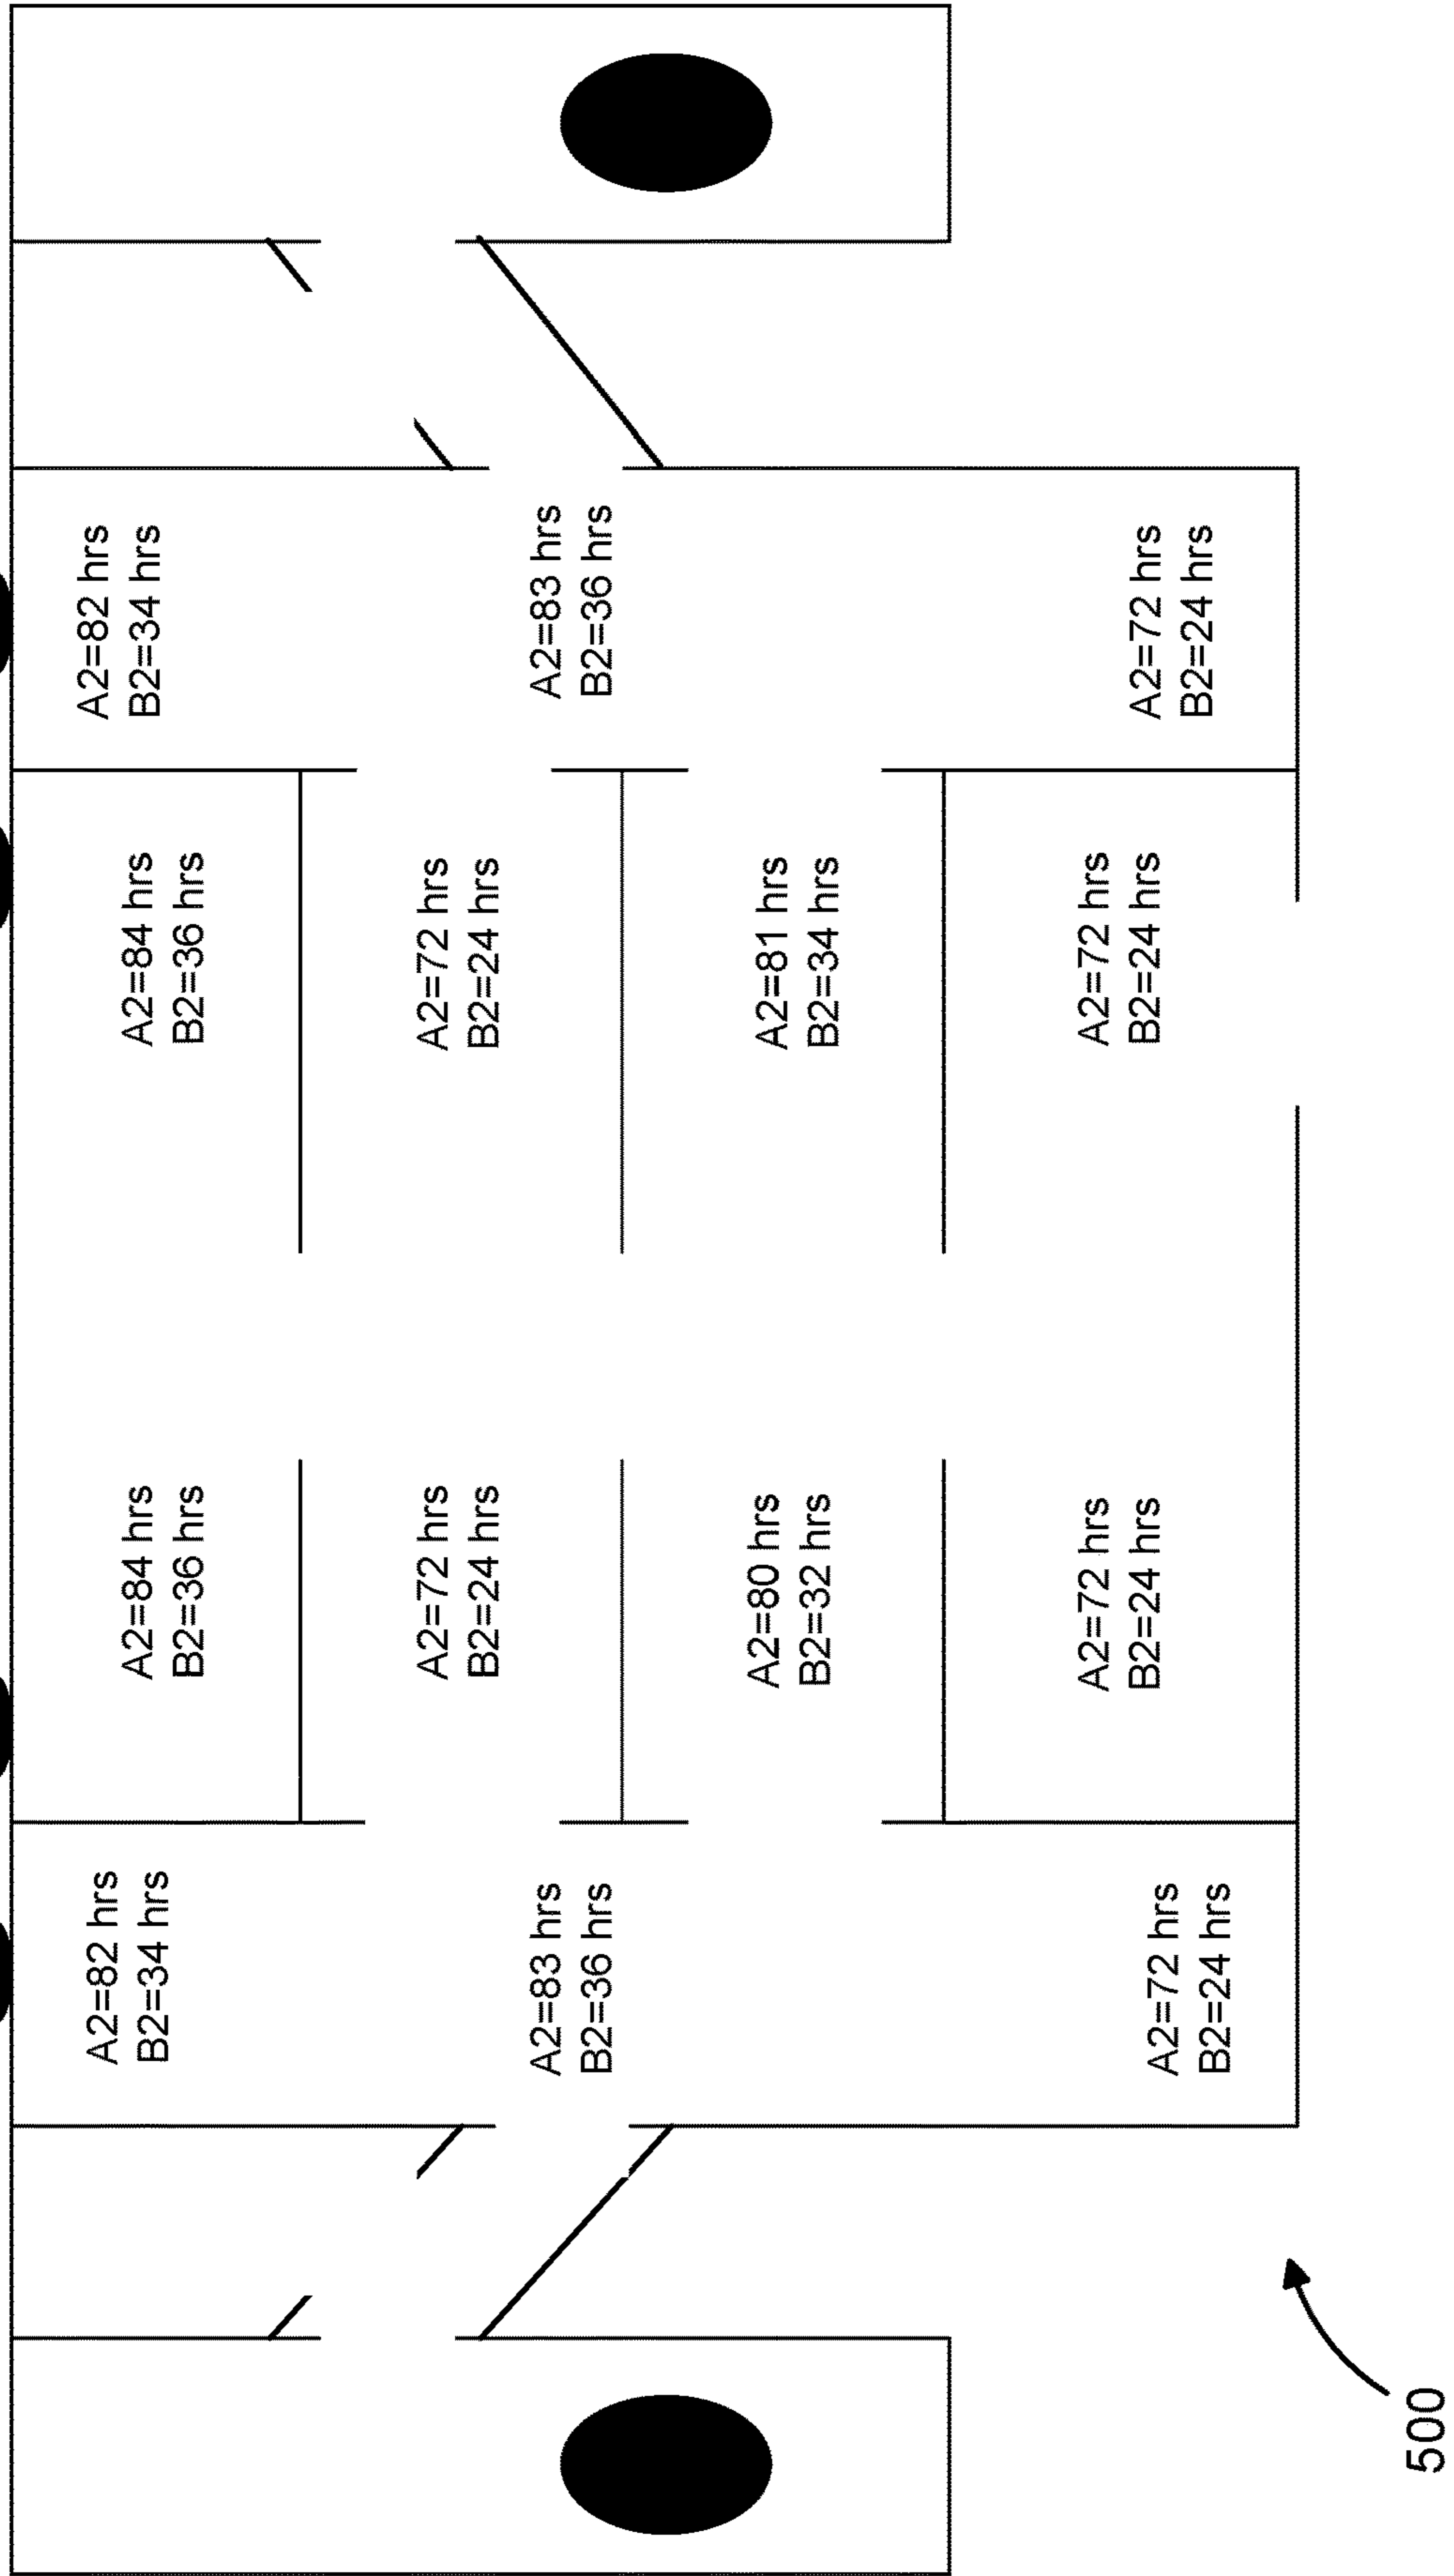 A2=82 hrs
B2=34 hrs
A2=84 hrs
B2=36 hrs
A2=84 hrs
B2=36 hrs
A2=82 hrs
B2=34 hrs
A2=72 hrs
B2=24 hrs
A2=72 hrs
B2=24 hrs
A2=83 hrs
B2=36 hrs
A2=83 hrs
B2=36 hrs
A2=80 hrs
B2=32 hrs
A2=81 hrs
B2=34 hrs
A2=72 hrs
B2=24 hrs
A2=72 hrs
B2=24 hrs
A2=72 hrs
B2=24 hrs
A2=72 hrs
B2=24 hrs
500